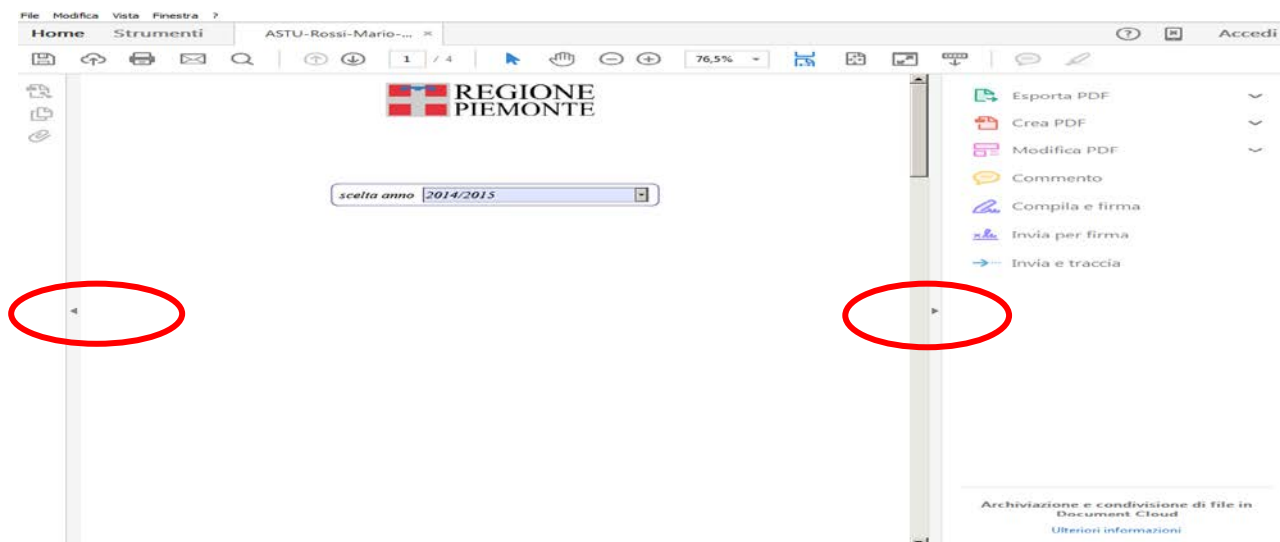 File Modifica Vista Finestra ?
Home Strumenti ASTU-Rossi-Mario-... × Accedi
1 / 4 76,5%
REGIONE
PIEMONTE
scelta anno 2014/2015
Esporta PDF
Crea PDF
Modifica PDF
Commento
Compila e firma
Invia per firma
Invia e traccia
Archiviazione e condivisione di file in
Document Cloud
Ulteriori informazioni